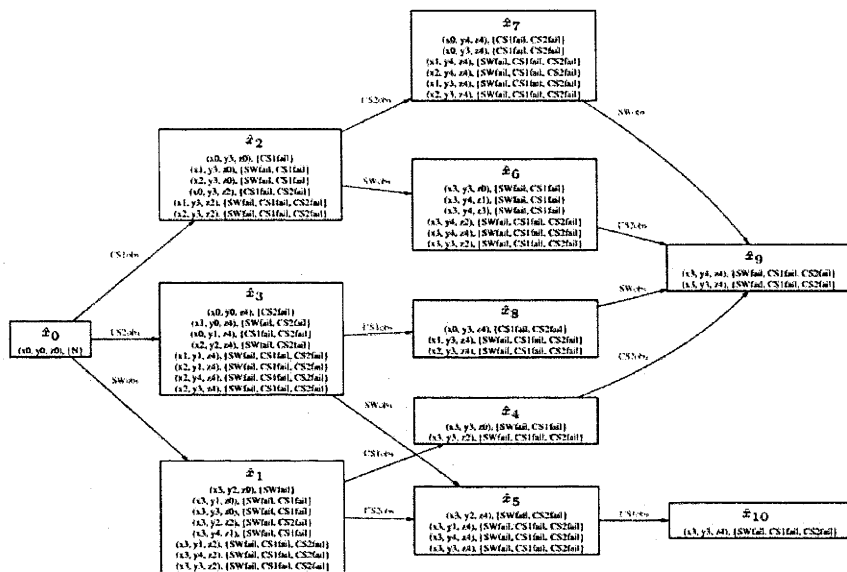 x̂7
(x0, y4, z4), {CS1fail, CS2fail}
(x0, y3, z4), {CS1fail, CS2fail}
(x1, y4, z4), {SWfail, CS1fail, CS2fail}
(x2, y4, z4), {SWfail, CS1fail, CS2fail}
(x1, y3, z4), {SWfail, CS1fail, CS2fail}
(x2, y3, z4), {SWfail, CS1fail, CS2fail}
CS2obs
SWobs
x̂2
(x0, y3, z0), {CS1fail}
(x1, y3, z0), {SWfail, CS1fail}
(x2, y3, z0), {SWfail, CS1fail}
(x0, y3, z2), {CS1fail, CS2fail}
(x1, y3, z2), {SWfail, CS1fail, CS2fail}
(x2, y3, z2), {SWfail, CS1fail, CS2fail}
SWobs
x̂6
(x3, y3, z0), {SWfail, CS1fail}
(x3, y4, z1), {SWfail, CS1fail}
(x3, y4, z3), {SWfail, CS1fail}
(x3, y4, z2), {SWfail, CS1fail, CS2fail}
(x3, y4, z4), {SWfail, CS1fail, CS2fail}
(x3, y3, z2), {SWfail, CS1fail, CS2fail}
CS2obs
CS1obs
x̂9
(x3, y4, z4), {SWfail, CS1fail, CS2fail}
(x3, y3, z4), {SWfail, CS1fail, CS2fail}
x̂3
(x0, y0, z4), {CS2fail}
(x1, y0, z4), {SWfail, CS2fail}
(x0, y1, z4), {CS1fail, CS2fail}
(x2, y2, z4), {SWfail, CS2fail}
(x1, y1, z4), {SWfail, CS1fail, CS2fail}
(x2, y1, z4), {SWfail, CS1fail, CS2fail}
(x2, y4, z4), {SWfail, CS1fail, CS2fail}
(x2, y3, z4), {SWfail, CS1fail, CS2fail}
SWobs
x̂8
(x0, y3, z4), {CS1fail, CS2fail}
(x1, y3, z4), {SWfail, CS1fail, CS2fail}
(x2, y3, z4), {SWfail, CS1fail, CS2fail}
x̂0
(x0, y0, z0), {N}
CS2obs
CS1obs
CS2obs
SWobs
SWobs
x̂4
(x3, y3, z0), {SWfail, CS1fail}
(x3, y3, z2), {SWfail, CS1fail, CS2fail}
CS1obs
x̂1
(x3, y2, z0), {SWfail}
(x3, y1, z0), {SWfail, CS1fail}
(x3, y3, z0), {SWfail, CS1fail}
(x3, y2, z2), {SWfail, CS2fail}
(x3, y4, z1), {SWfail, CS1fail}
(x3, y1, z2), {SWfail, CS1fail, CS2fail}
(x3, y4, z2), {SWfail, CS1fail, CS2fail}
(x3, y3, z2), {SWfail, CS1fail, CS2fail}
CS2obs
x̂5
(x3, y2, z4), {SWfail, CS2fail}
(x3, y1, z4), {SWfail, CS1fail, CS2fail}
(x3, y4, z4), {SWfail, CS1fail, CS2fail}
(x3, y3, z4), {SWfail, CS1fail, CS2fail}
CS1obs
x̂10
(x3, y3, z4), {SWfail, CS1fail, CS2fail}